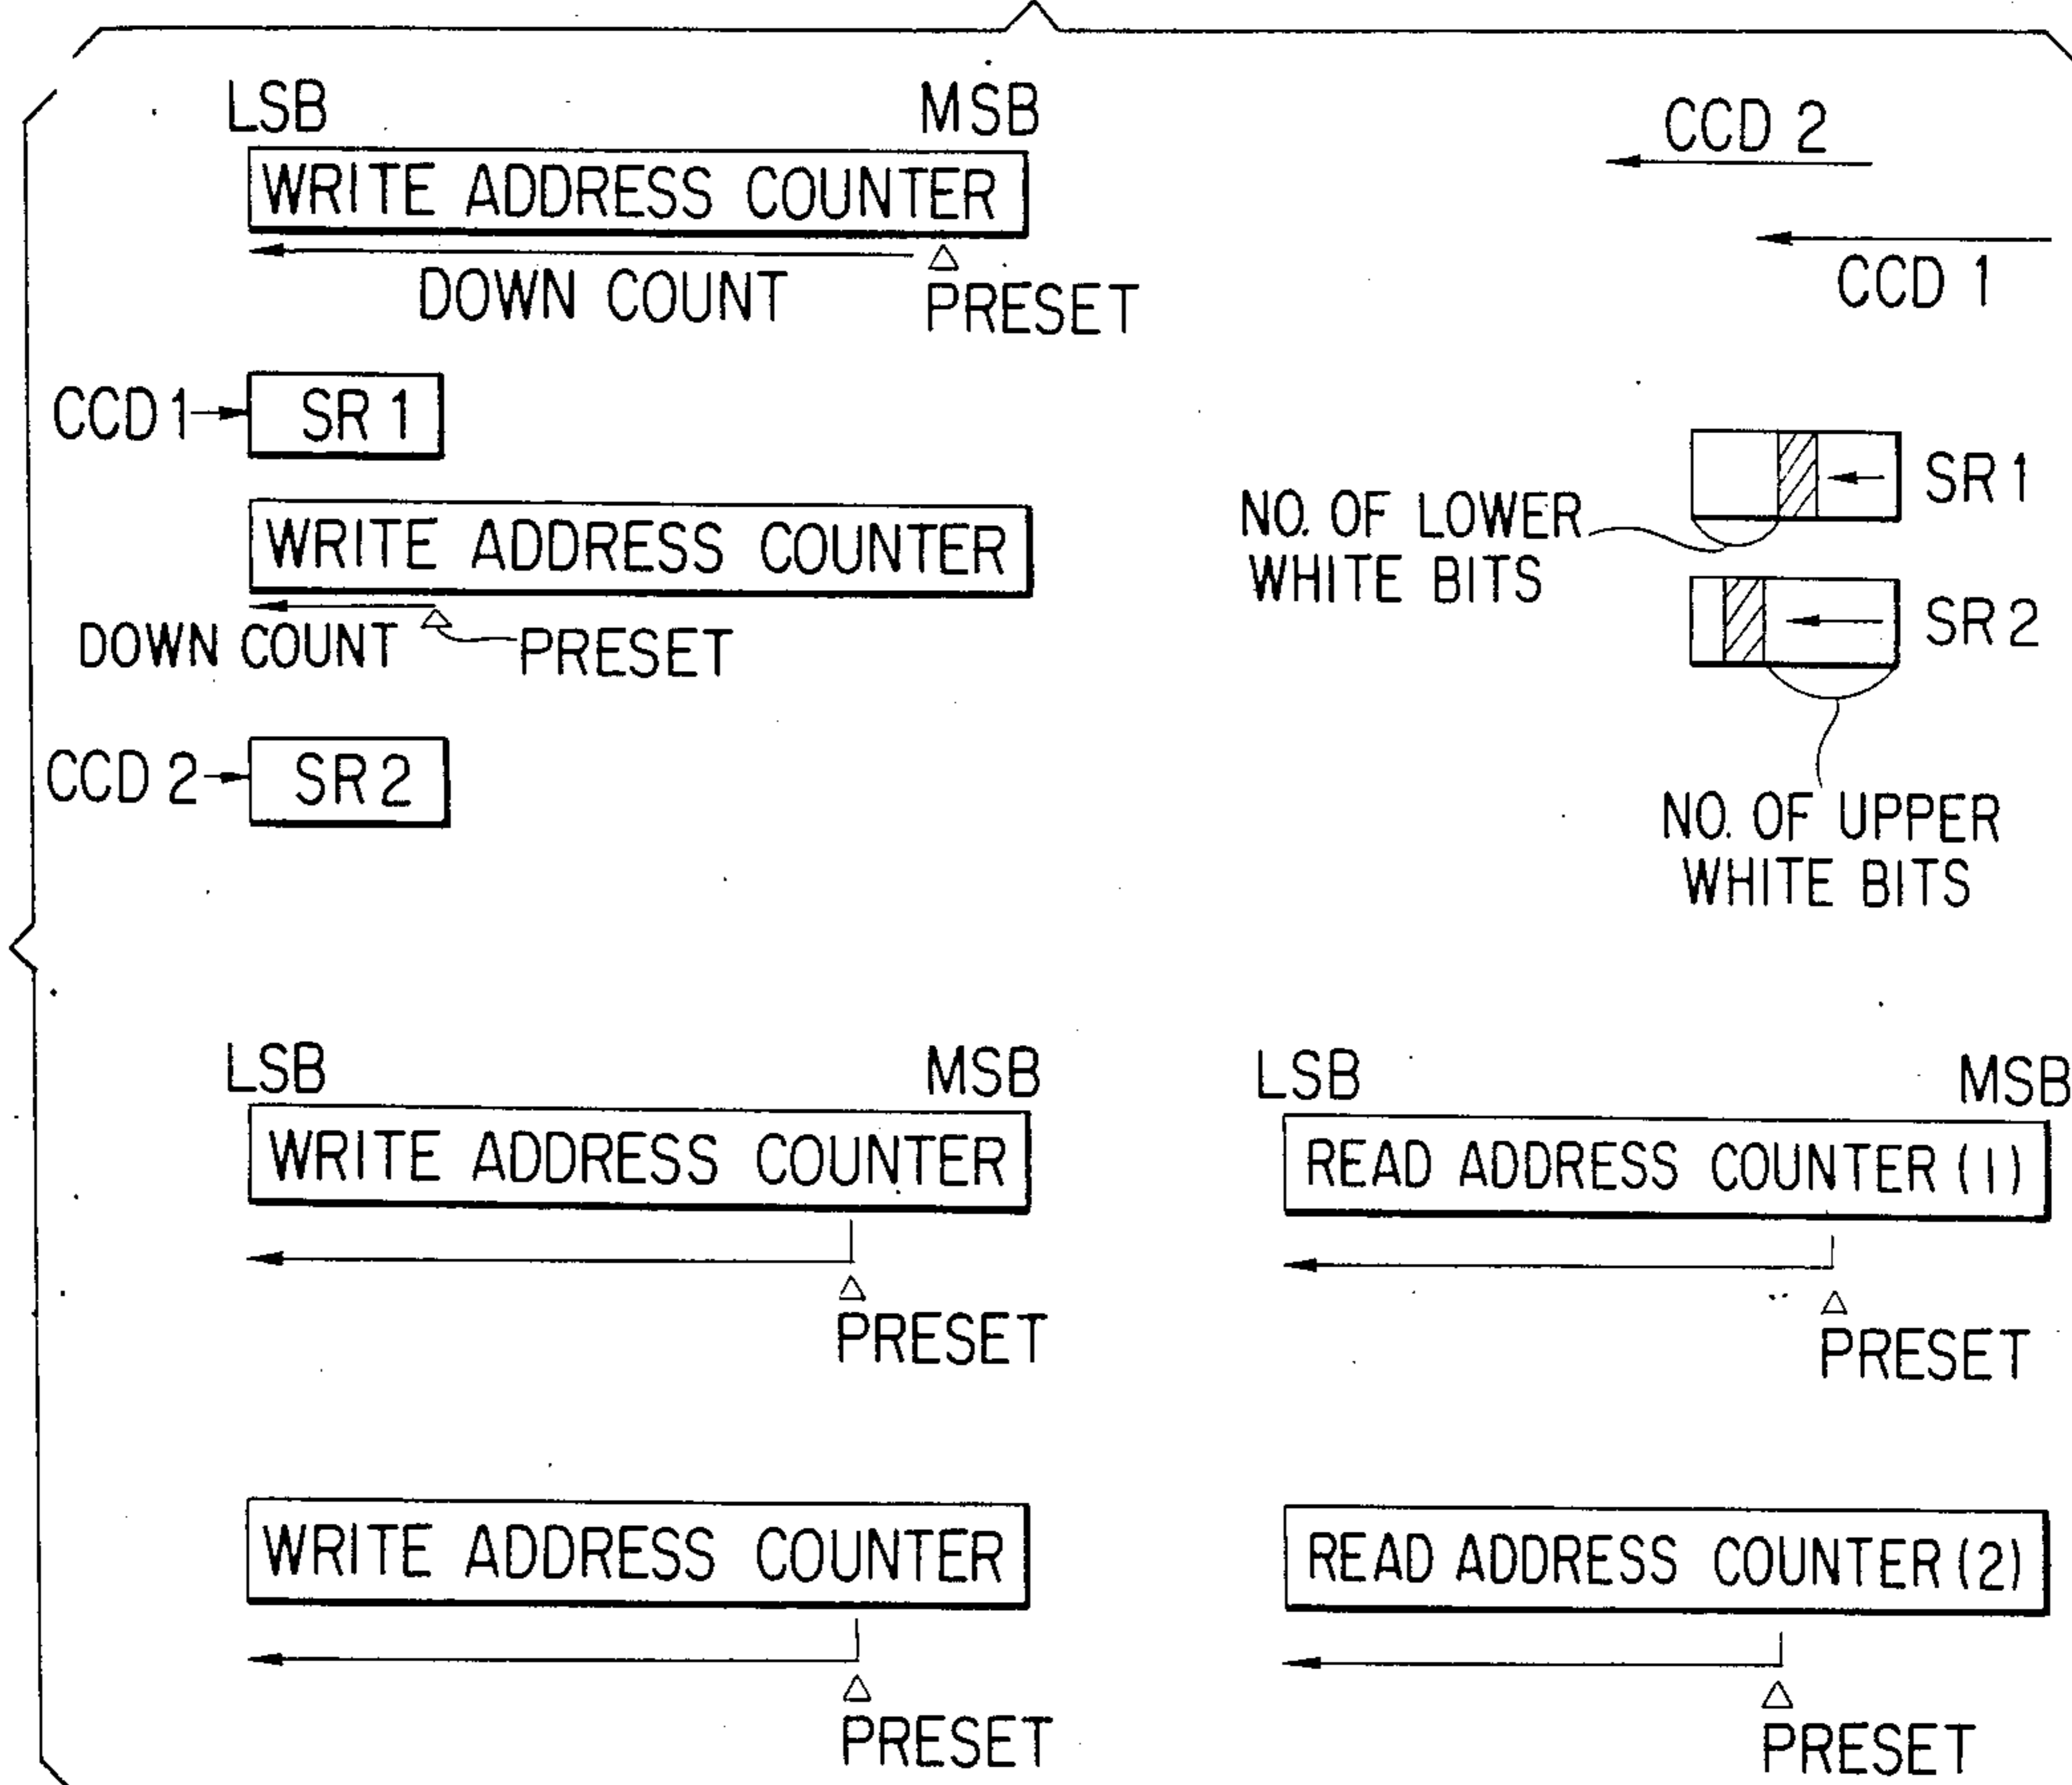 LSB MSB
WRITE ADDRESS COUNTER
DOWN COUNT
PRESET
CCD 1
SR 1
WRITE ADDRESS COUNTER
DOWN COUNT
PRESET
CCD 2
SR 2
CCD 2
CCD 1
SR 1
NO. OF LOWER
WHITE BITS
SR 2
NO. OF UPPER
WHITE BITS
LSB MSB
WRITE ADDRESS COUNTER
PRESET
WRITE ADDRESS COUNTER
PRESET
LSB MSB
READ ADDRESS COUNTER (1)
PRESET
READ ADDRESS COUNTER (2)
PRESET